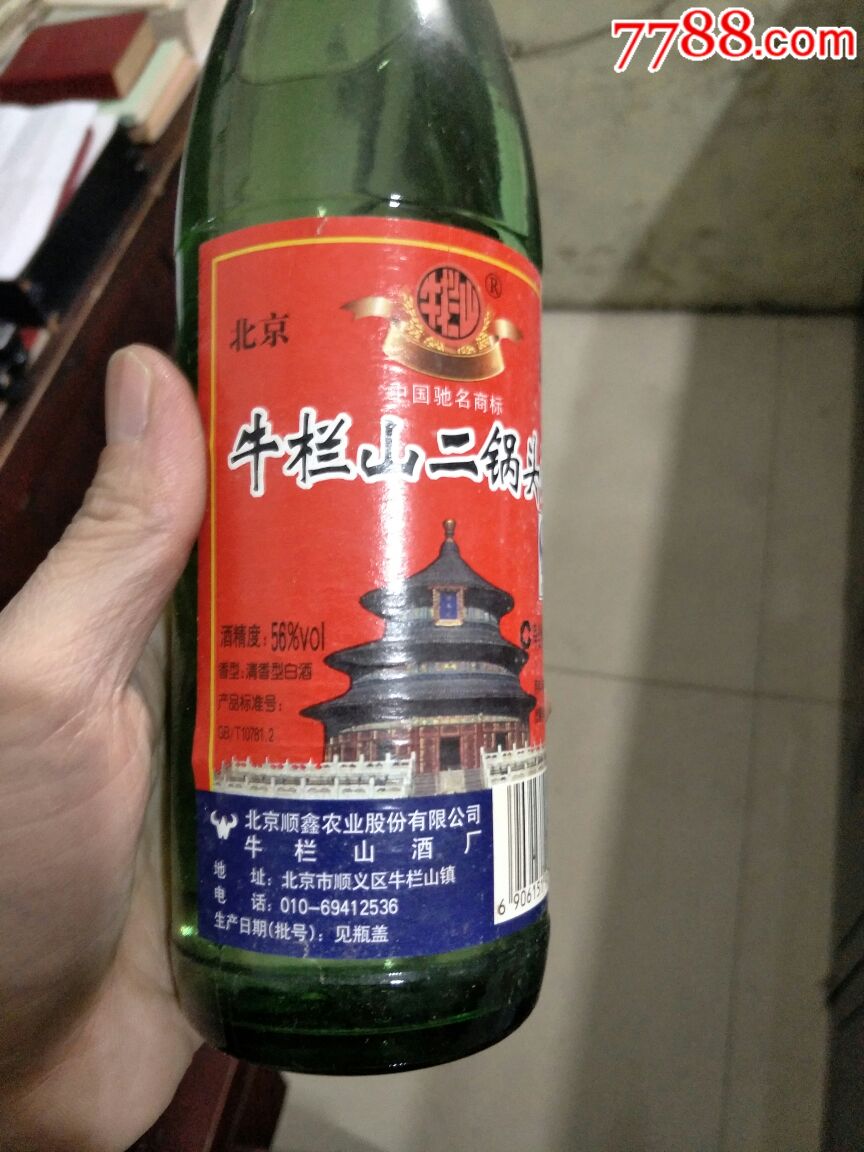 7788.com
牛栏山®
北京
中国驰名商标
牛栏山二锅头
酒精度：56%vol
香型：清香型白酒
产品标准号：
GB/T10781.2
北京顺鑫农业股份有限公司
牛栏山酒厂
地 址：北京市顺义区牛栏山镇
电 话：010-69412536
生产日期(批号)：见瓶盖
6 90615